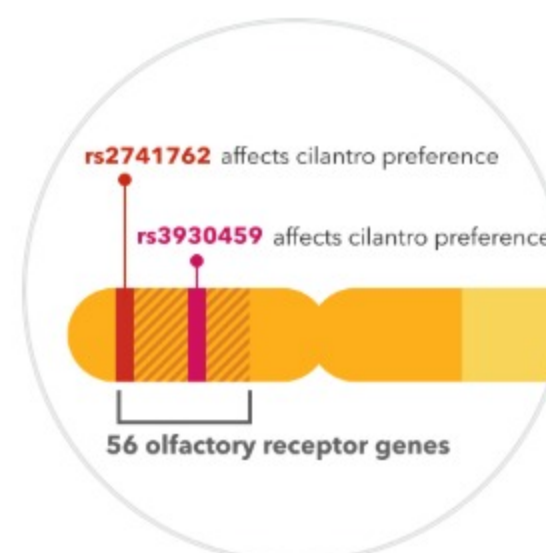 rs2741762 affects cilantro preference
rs3930459 affects cilantro preference
56 olfactory receptor genes